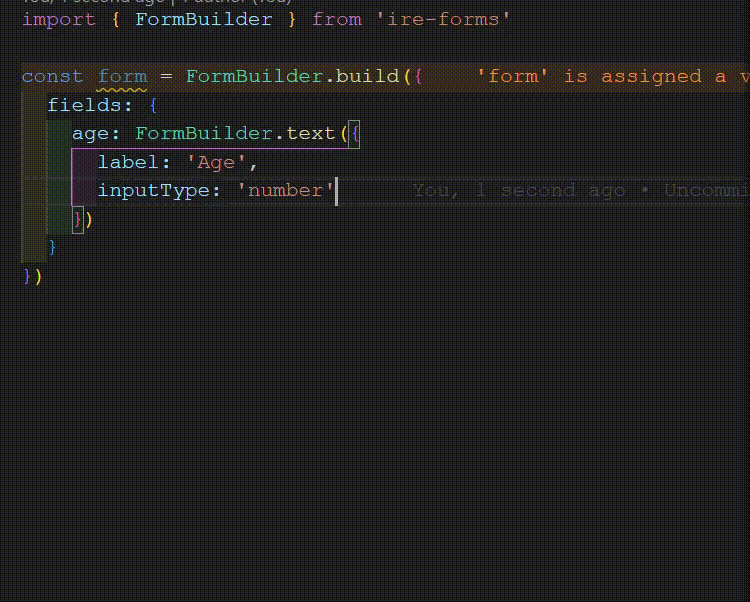 You, 1 second ago | 1 author (You)
import { FormBuilder } from 'ire-forms'
const form = FormBuilder.build({    'form' is assigned a v
fields: {
age: FormBuilder.text({
label: 'Age',
inputType: 'number'    You, 1 second ago • Uncommi
})
}
})